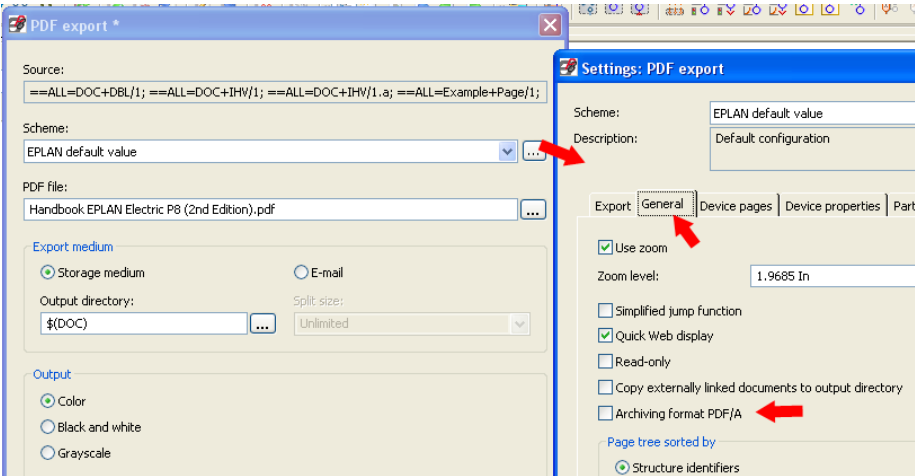 PDF export *
Source:
==ALL=DOC+DBL/1; ==ALL=DOC+IHV/1; ==ALL=DOC+IHV/1.a; ==ALL=Example+Page/1;
Scheme:
EPLAN default value
...
PDF file:
Handbook EPLAN Electric P8 (2nd Edition).pdf
...
Export medium
Storage medium
E-mail
Output directory:
Split size:
$(DOC)
...
Unlimited
Output
Color
Black and white
Grayscale
Settings: PDF export
Scheme:
EPLAN default value
Description:
Default configuration
Export General Device pages Device properties Part
Use zoom
Zoom level:
1.9685 In
Simplified jump function
Quick Web display
Read-only
Copy externally linked documents to output directory
Archiving format PDF/A
Page tree sorted by
Structure identifiers